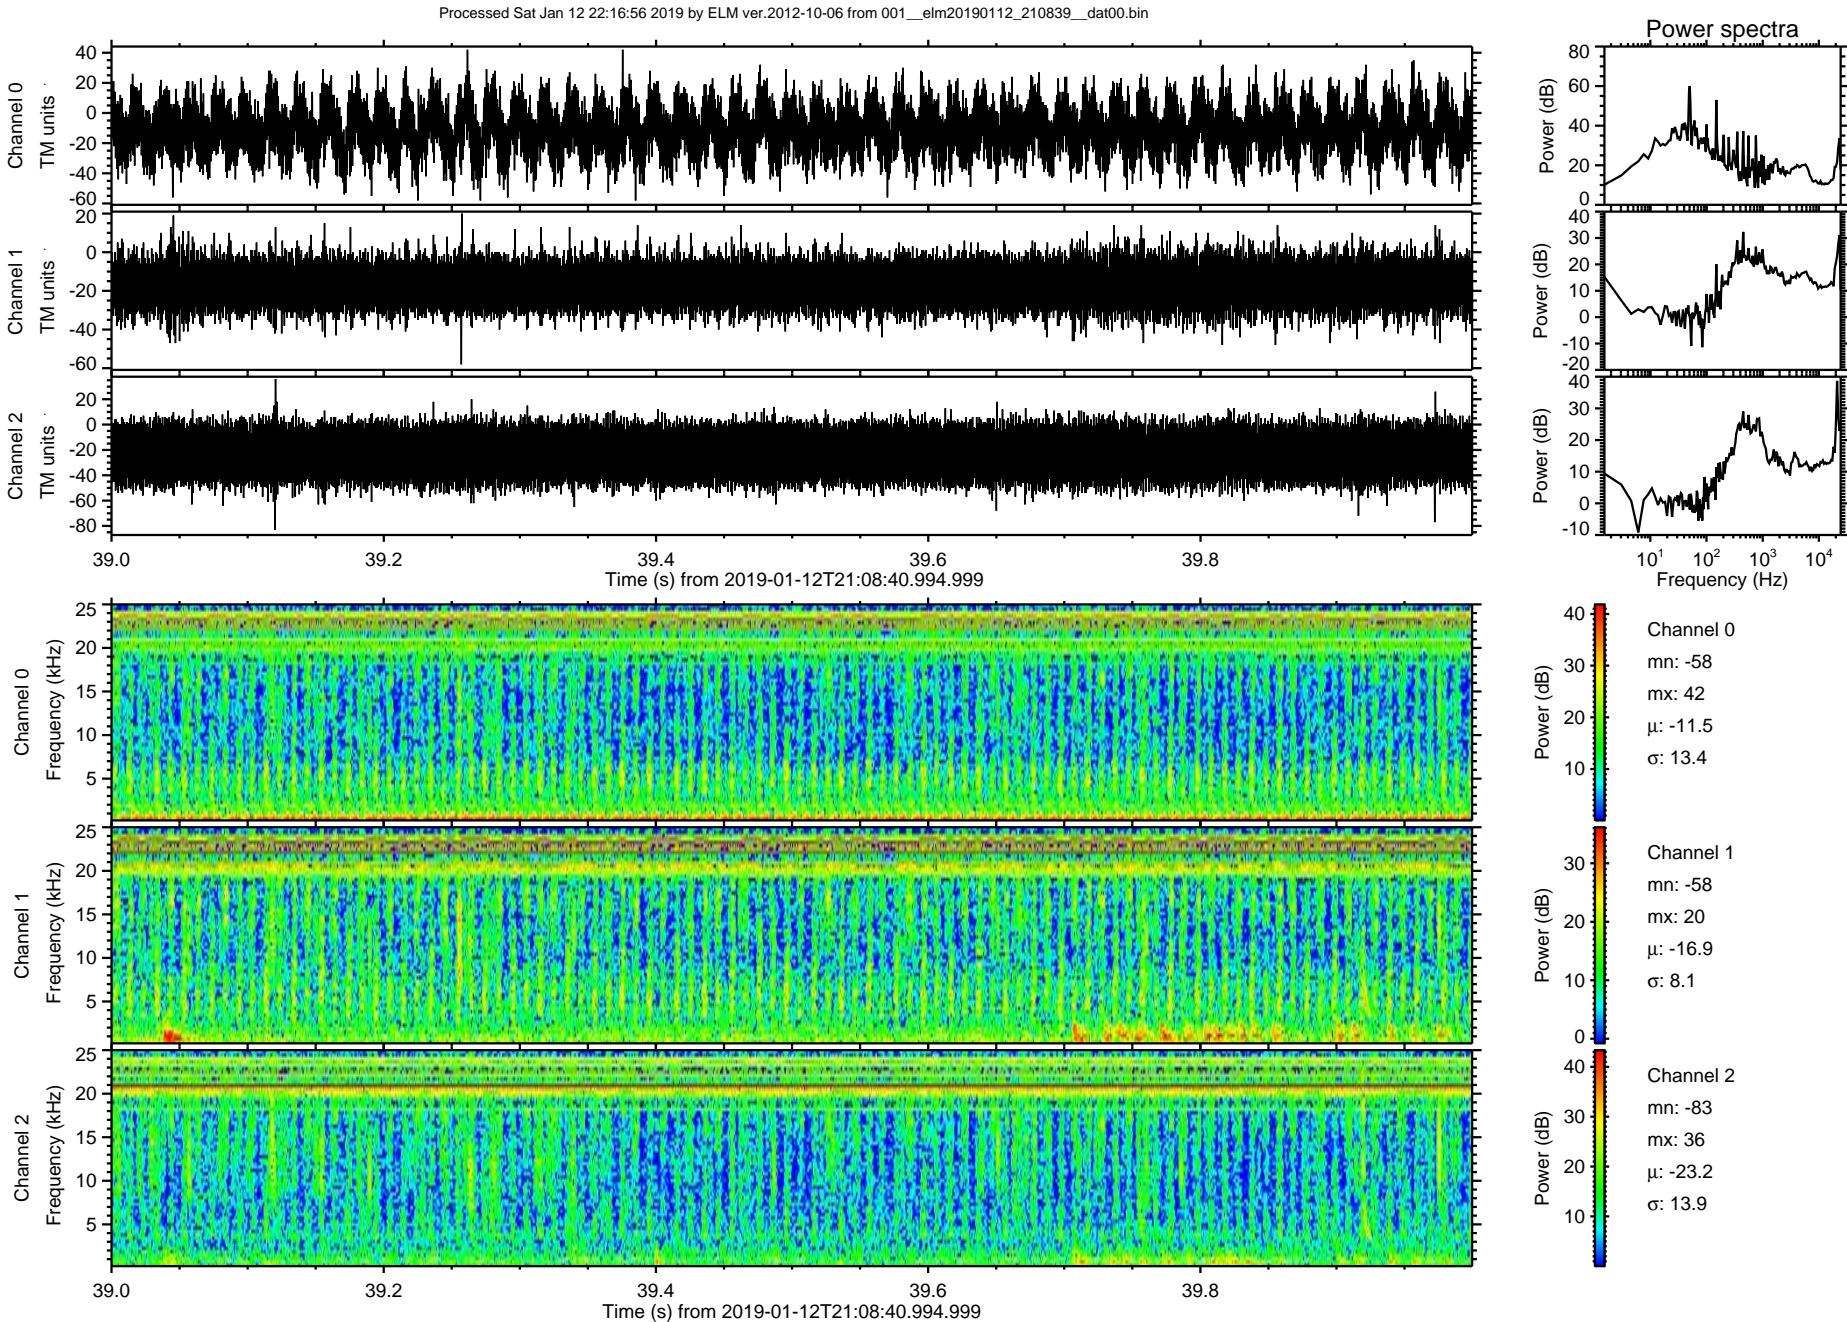 Processed Sat Jan 12 22:16:56 2019 by ELM ver.2012-10-06 from 001__elm20190112_210839__dat00.bin
Power spectra
Channel 0
TM units
40
20
0
-20
-40
-60
Power (dB)
80
60
40
20
0
Channel 1
TM units
20
0
-20
-40
-60
Power (dB)
40
30
20
10
0
-10
-20
Channel 2
TM units
20
0
-20
-40
-60
-80
Power (dB)
40
30
20
10
0
-10
39.0 39.2 39.4 39.6 39.8
Time (s) from 2019-01-12T21:08:40.994.999
10^1 10^2 10^3 10^4
Frequency (Hz)
Channel 0
Frequency (kHz)
25
20
15
10
5
Power (dB)
40
30
20
10
Channel 0
mn: -58
mx: 42
μ: -11.5
σ: 13.4
Channel 1
Frequency (kHz)
25
20
15
10
5
Power (dB)
30
20
10
0
Channel 1
mn: -58
mx: 20
μ: -16.9
σ: 8.1
Channel 2
Frequency (kHz)
25
20
15
10
5
Power (dB)
40
30
20
10
Channel 2
mn: -83
mx: 36
μ: -23.2
σ: 13.9
39.0 39.2 39.4 39.6 39.8
Time (s) from 2019-01-12T21:08:40.994.999